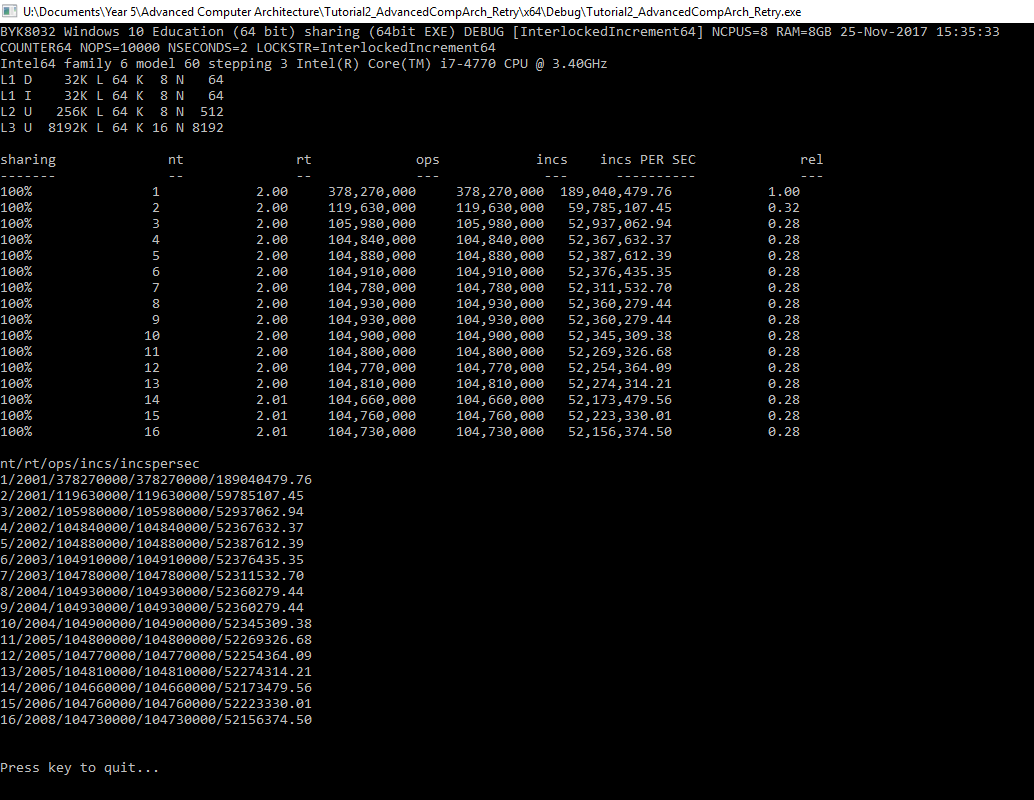 U:\Documents\Year 5\Advanced Computer Architecture\Tutorial2_AdvancedCompArch_Retry\x64\Debug\Tutorial2_AdvancedCompArch_Retry.exe
BYK8032 Windows 10 Education (64 bit) sharing (64bit EXE) DEBUG [InterlockedIncrement64] NCPUS=8 RAM=8GB 25-Nov-2017 15:35:33
COUNTER64 NOPS=10000 NSECONDS=2 LOCKSTR=InterlockedIncrement64
Intel64 family 6 model 60 stepping 3 Intel(R) Core(TM) i7-4770 CPU @ 3.40GHz
L1 D    32K L 64 K  8 N   64
L1 I    32K L 64 K  8 N   64
L2 U   256K L 64 K  8 N  512
L3 U  8192K L 64 K 16 N 8192
sharing              nt              rt             ops            incs    incs PER SEC             rel
-------              --              --             ---             ---      ----------             ---
100%               1            2.00     378,270,000     378,270,000  189,040,479.76            1.00
100%               2            2.00     119,630,000     119,630,000   59,785,107.45            0.32
100%               3            2.00     105,980,000     105,980,000   52,937,062.94            0.28
100%               4            2.00     104,840,000     104,840,000   52,367,632.37            0.28
100%               5            2.00     104,880,000     104,880,000   52,387,612.39            0.28
100%               6            2.00     104,910,000     104,910,000   52,376,435.35            0.28
100%               7            2.00     104,780,000     104,780,000   52,311,532.70            0.28
100%               8            2.00     104,930,000     104,930,000   52,360,279.44            0.28
100%               9            2.00     104,930,000     104,930,000   52,360,279.44            0.28
100%              10            2.00     104,900,000     104,900,000   52,345,309.38            0.28
100%              11            2.00     104,800,000     104,800,000   52,269,326.68            0.28
100%              12            2.00     104,770,000     104,770,000   52,254,364.09            0.28
100%              13            2.00     104,810,000     104,810,000   52,274,314.21            0.28
100%              14            2.01     104,660,000     104,660,000   52,173,479.56            0.28
100%              15            2.01     104,760,000     104,760,000   52,223,330.01            0.28
100%              16            2.01     104,730,000     104,730,000   52,156,374.50            0.28
nt/rt/ops/incs/incspersec
1/2001/378270000/378270000/189040479.76
2/2001/119630000/119630000/59785107.45
3/2002/105980000/105980000/52937062.94
4/2002/104840000/104840000/52367632.37
5/2002/104880000/104880000/52387612.39
6/2003/104910000/104910000/52376435.35
7/2003/104780000/104780000/52311532.70
8/2004/104930000/104930000/52360279.44
9/2004/104930000/104930000/52360279.44
10/2004/104900000/104900000/52345309.38
11/2005/104800000/104800000/52269326.68
12/2005/104770000/104770000/52254364.09
13/2005/104810000/104810000/52274314.21
14/2006/104660000/104660000/52173479.56
15/2006/104760000/104760000/52223330.01
16/2008/104730000/104730000/52156374.50
Press key to quit...